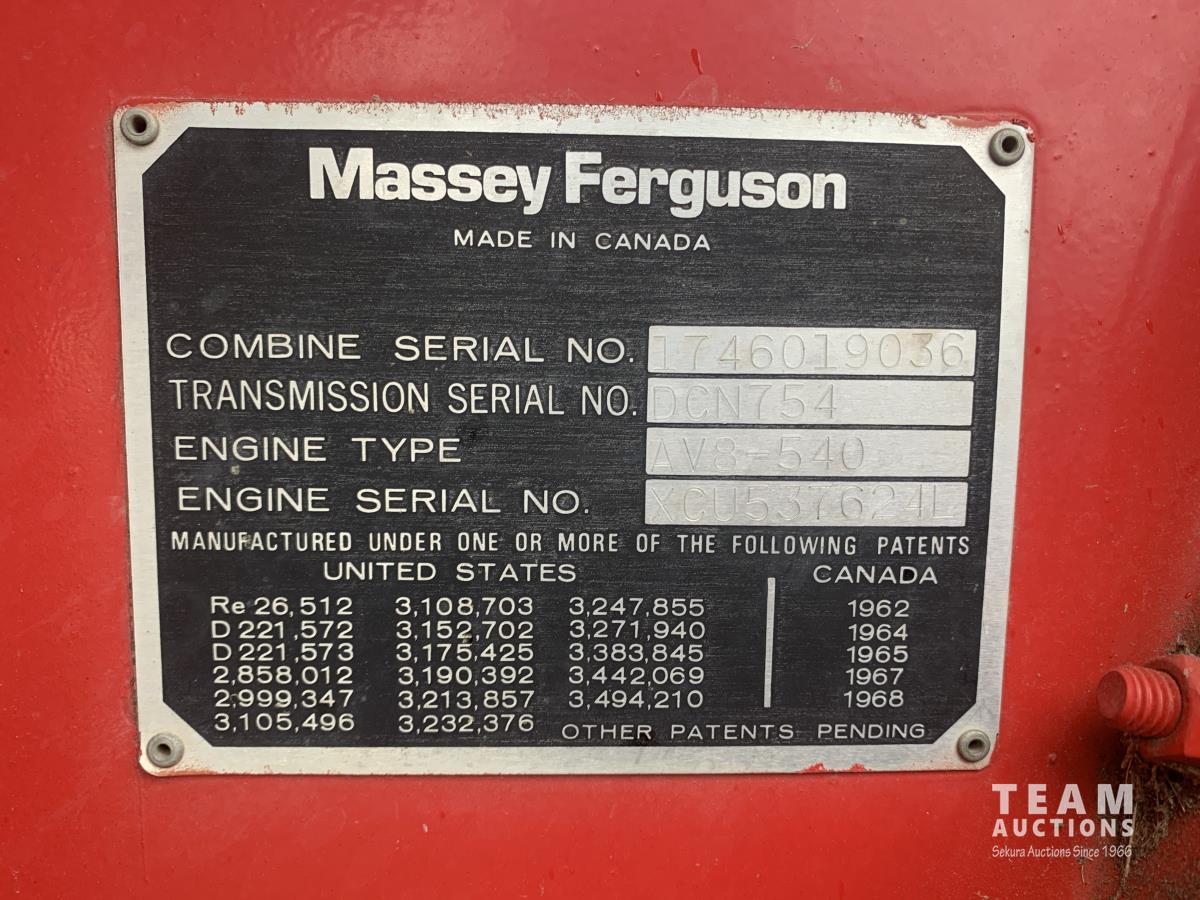 Massey Ferguson
MADE IN CANADA
COMBINE SERIAL NO. 1746019036
TRANSMISSION SERIAL NO. DCN754
ENGINE TYPE AV8-540
ENGINE SERIAL NO. XCU537624L
MANUFACTURED UNDER ONE OR MORE OF THE FOLLOWING PATENTS
UNITED STATES CANADA
Re 26,512 3,108,703 3,247,855 1962
D 221,572 3,152,702 3,271,940 1964
D 221,573 3,175,425 3,383,845 1965
2,858,012 3,190,392 3,442,069 1967
2,999,347 3,213,857 3,494,210 1968
3,105,496 3,232,376 OTHER PATENTS PENDING
TEAM
AUCTIONS
Sekura Auctions Since 1966